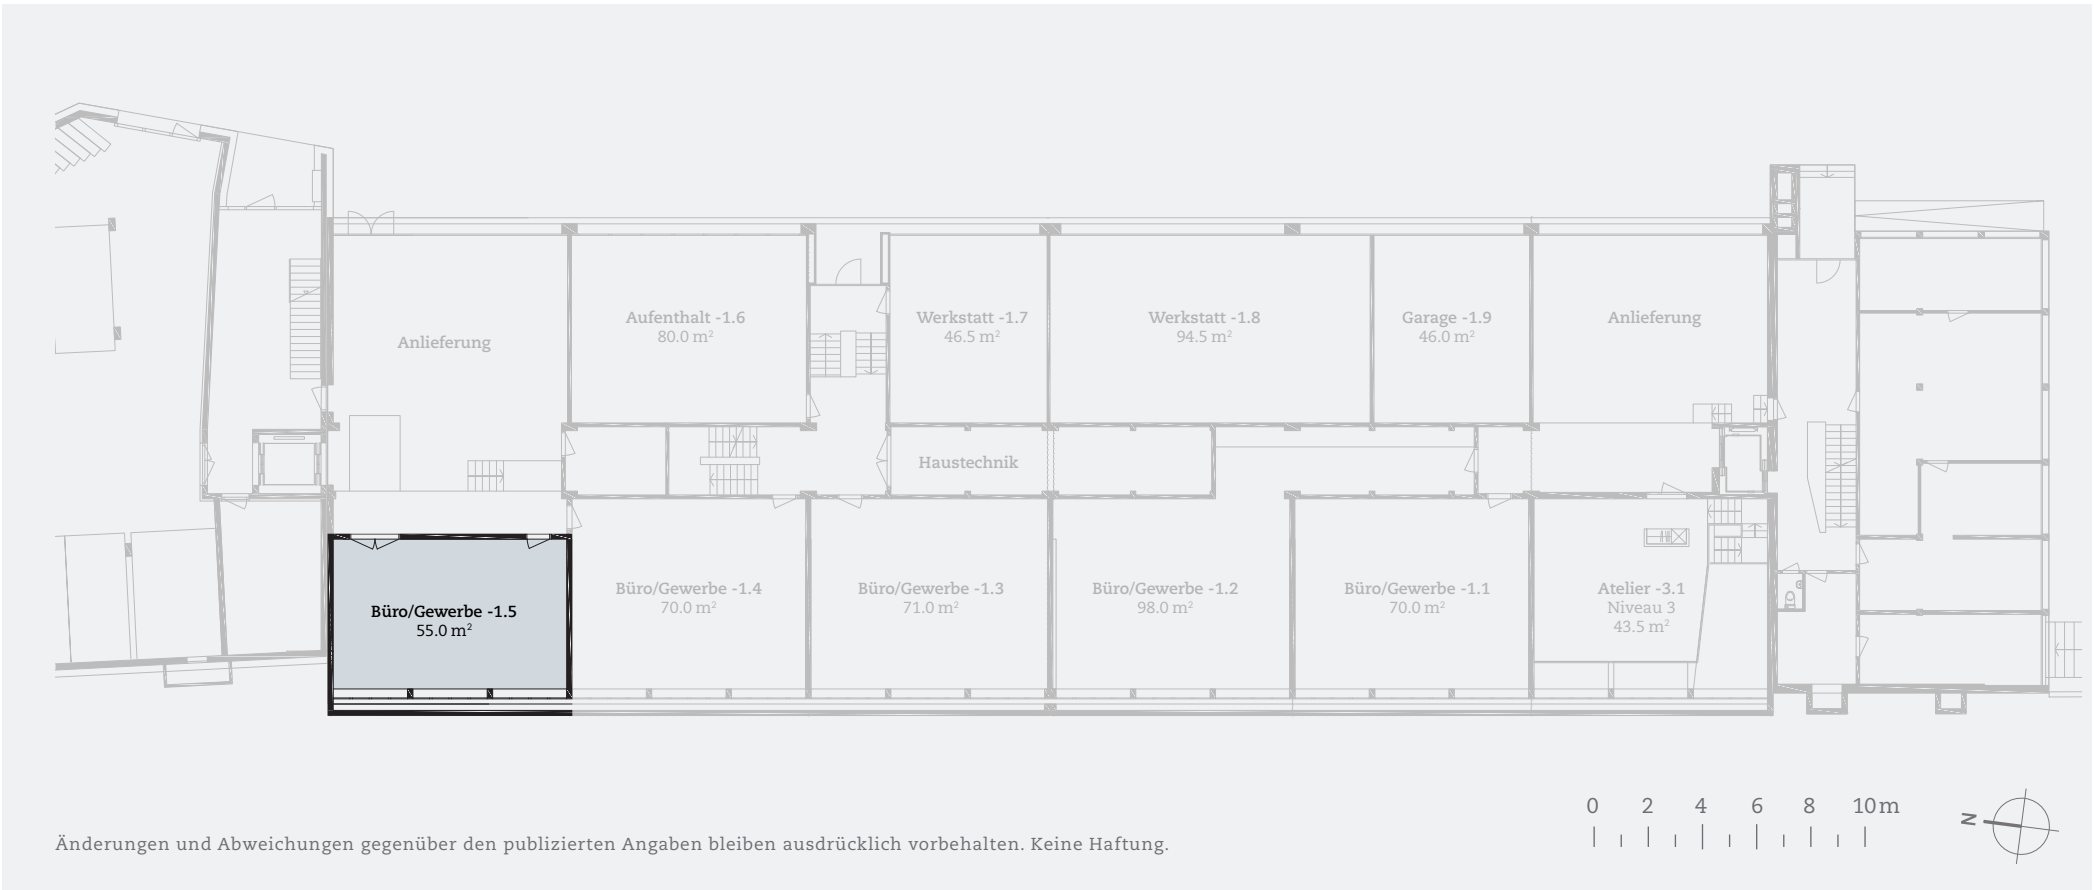 Anlieferung
Aufenthalt -1.6
80.0 m²
Werkstatt -1.7
46.5 m²
Werkstatt -1.8
94.5 m²
Garage -1.9
46.0 m²
Anlieferung
Haustechnik
Büro/Gewerbe -1.5
55.0 m²
Büro/Gewerbe -1.4
70.0 m²
Büro/Gewerbe -1.3
71.0 m²
Büro/Gewerbe -1.2
98.0 m²
Büro/Gewerbe -1.1
70.0 m²
Atelier -3.1
Niveau 3
43.5 m²
0 2 4 6 8 10 m
N
Änderungen und Abweichungen gegenüber den publizierten Angaben bleiben ausdrücklich vorbehalten. Keine Haftung.